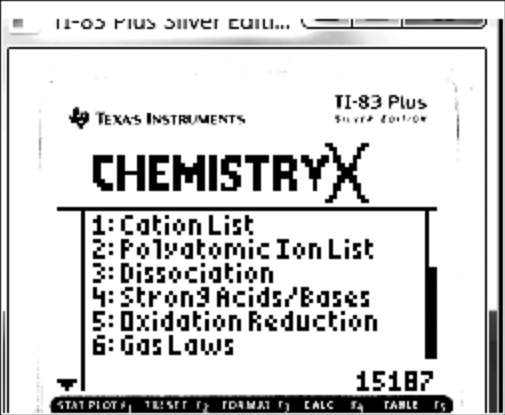 TI-83 Plus Silver Editi...
TI-83 Plus
TEXAS INSTRUMENTS
SILVER EDITION
CHEMISTRYX
1:Cation List
2:Polyatomic Ion List
3:Dissociation
4:Strong Acids/Bases
5:Oxidation Reduction
6:Gas Laws
15187
STAT PLOT F1 TBLSET F2 FORMAT F3 CALC F4 TABLE F5